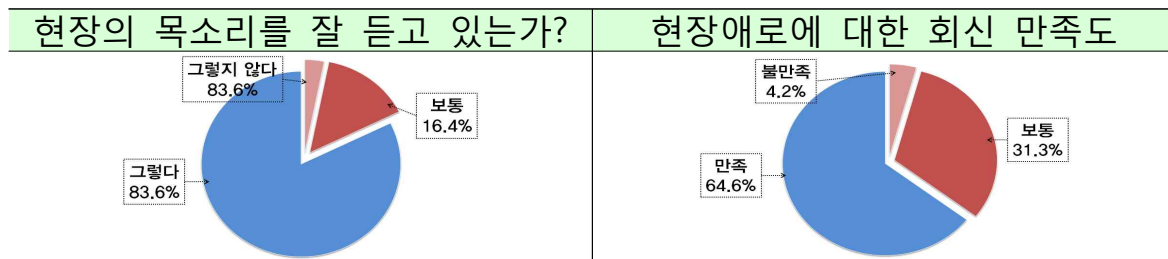 현장의 목소리를 잘 듣고 있는가?
그렇지 않다
83.6%
보통
16.4%
그렇다
83.6%
현장애로에 대한 회신 만족도
불만족
4.2%
보통
31.3%
만족
64.6%